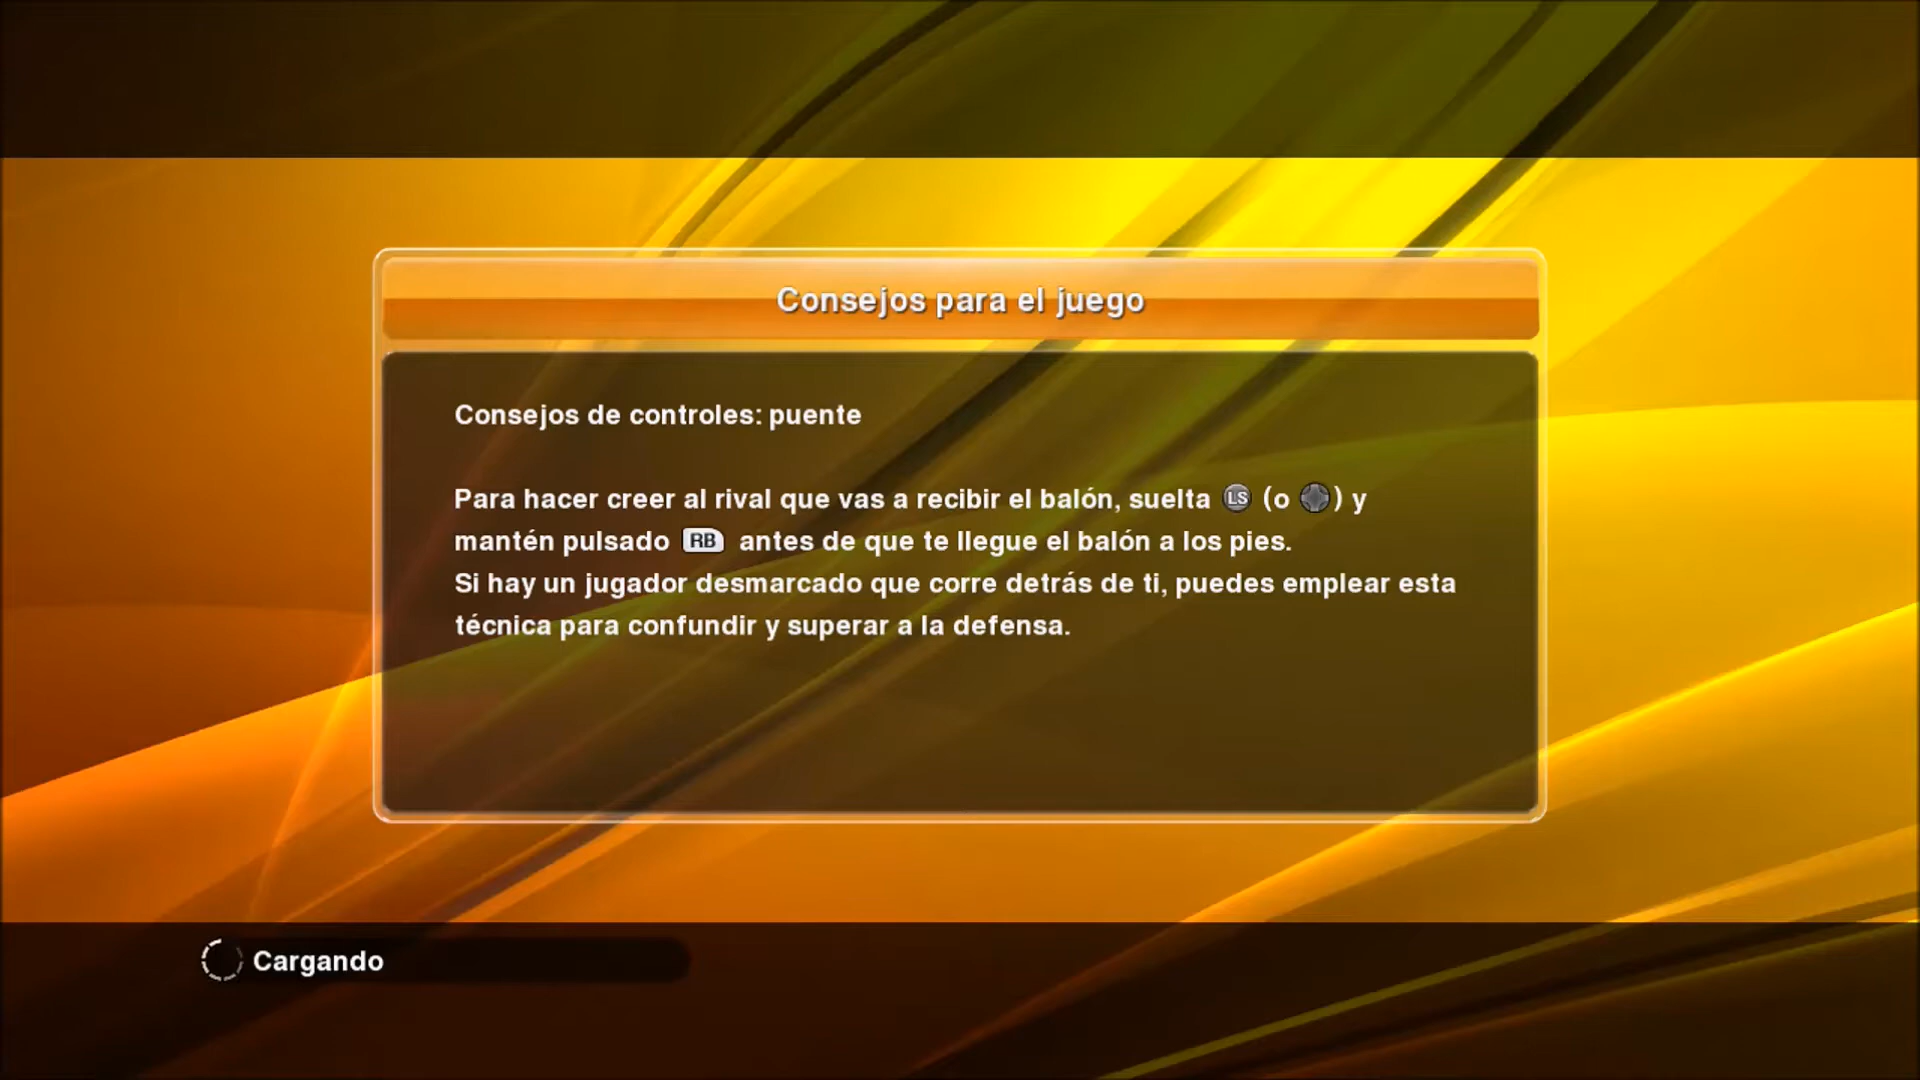 Consejos para el juego
Consejos de controles: puente
Para hacer creer al rival que vas a recibir el balón, suelta LS (o ) y
mantén pulsado RB antes de que te llegue el balón a los pies.
Si hay un jugador desmarcado que corre detrás de ti, puedes emplear esta
técnica para confundir y superar a la defensa.
Cargando